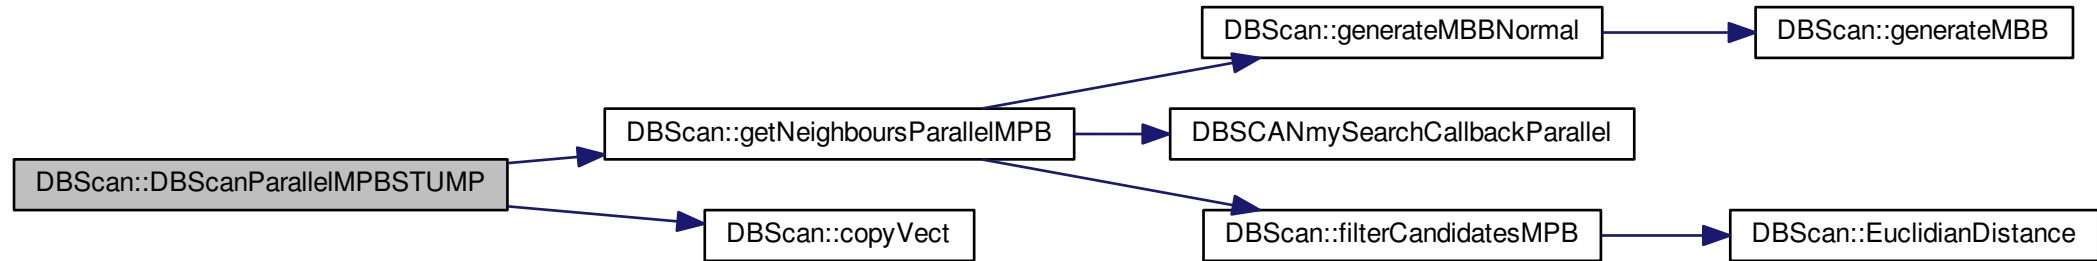 DBScan::generateMBBNormal
DBScan::generateMBB
DBScan::getNeighboursParallelMPB
DBSCANmySearchCallbackParallel
DBScan::DBScanParallelMPBSTUMP
DBScan::copyVect
DBScan::filterCandidatesMPB
DBScan::EuclidianDistance